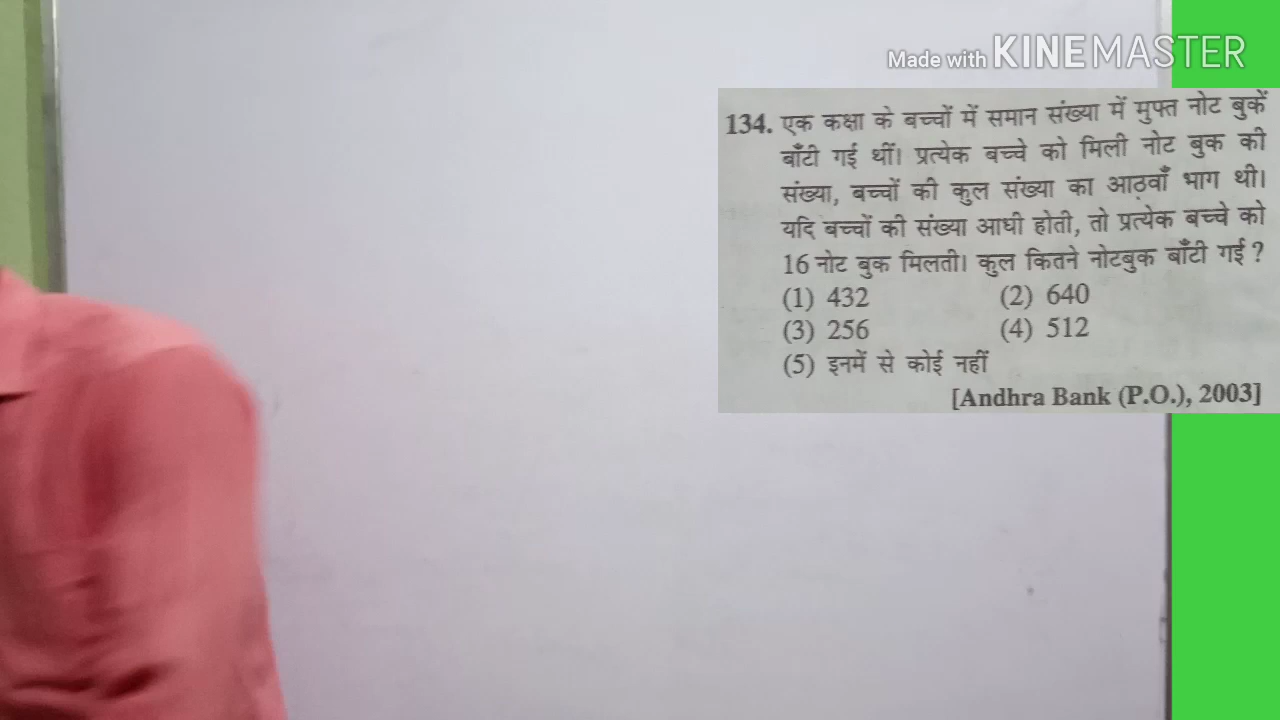 Made with KINEMASTER
134. एक कक्षा के बच्चों में समान संख्या में मुफ्त नोट बुकें
बाँटी गई थीं। प्रत्येक बच्चे को मिली नोट बुक की
संख्या, बच्चों की कुल संख्या का आठवाँ भाग थी।
यदि बच्चों की संख्या आधी होती, तो प्रत्येक बच्चे को
16 नोट बुक मिलती। कुल कितने नोटबुक बाँटी गई ?
(1) 432 (2) 640
(3) 256 (4) 512
(5) इनमें से कोई नहीं
[Andhra Bank (P.O.), 2003]